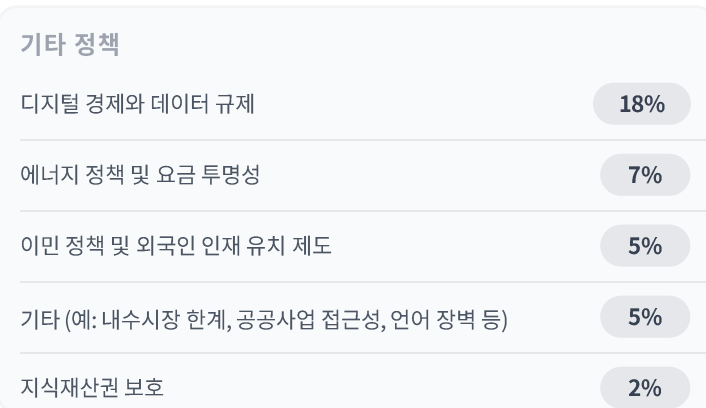 기타 정책
디지털 경제와 데이터 규제 18%
에너지 정책 및 요금 투명성 7%
이민 정책 및 외국인 인재 유치 제도 5%
기타 (예: 내수시장 한계, 공공사업 접근성, 언어 장벽 등) 5%
지식재산권 보호 2%